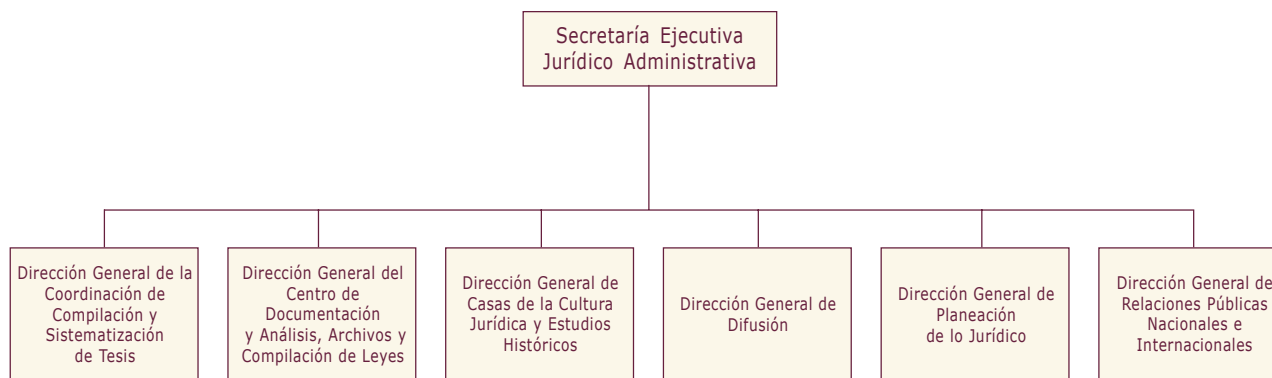 Secretaría Ejecutiva
Jurídico Administrativa
Dirección General de la
Coordinación de
Compilación y
Sistematización
de Tesis
Dirección General del
Centro de
Documentación
y Análisis, Archivos y
Compilación de Leyes
Dirección General de
Casas de la Cultura
Jurídica y Estudios
Históricos
Dirección General de
Difusión
Dirección General de
Planeación
de lo Jurídico
Dirección General de
Relaciones Públicas
Nacionales e
Internacionales